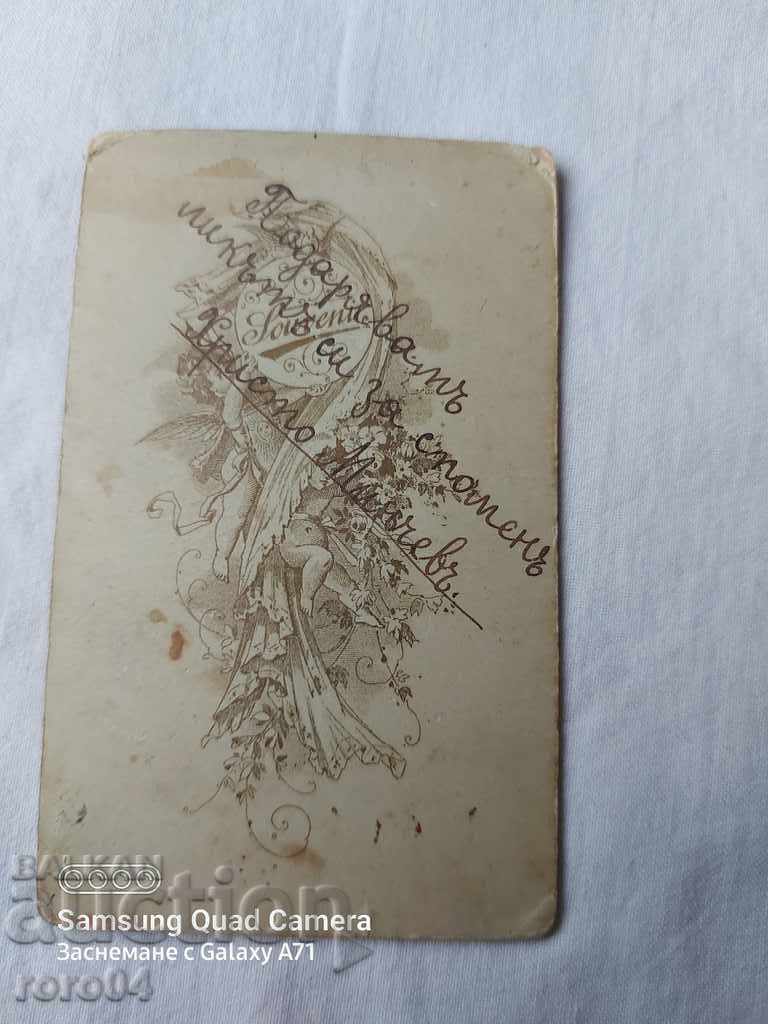 Подарявамъ
ликътъ си за споменъ
Христо Минчевъ.
Souvenir
BALKAN
auction
Samsung Quad Camera
Заснемане с Galaxy A71
roro04